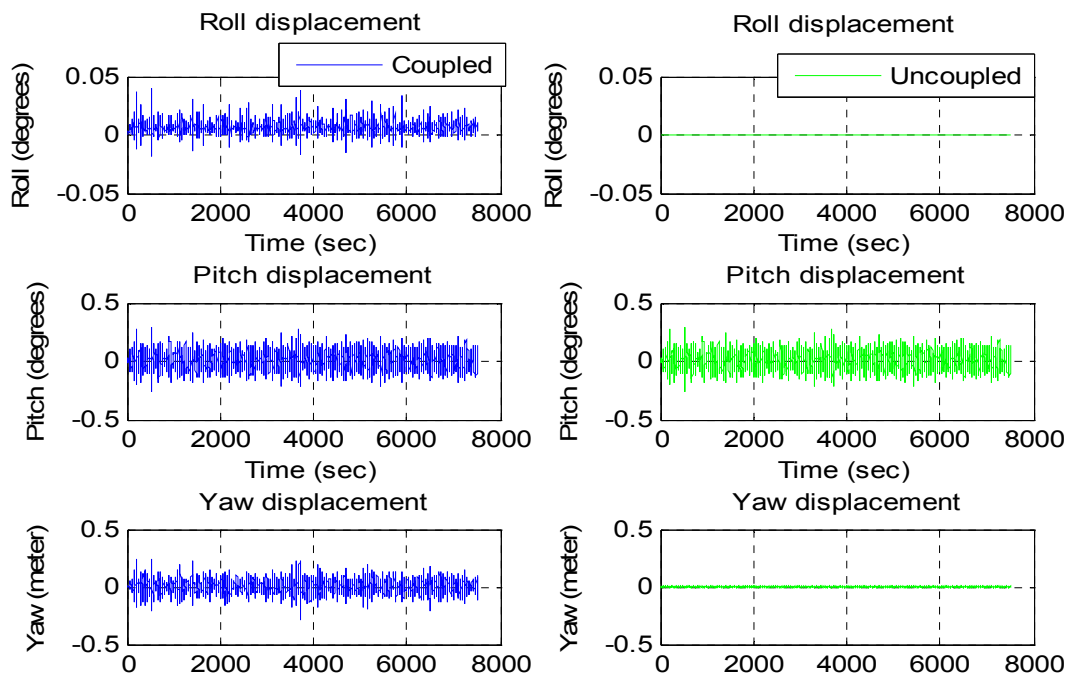 Roll displacement
Coupled
0.05
0
-0.05
Roll (degrees)
0 2000 4000 6000 8000
Time (sec)
Roll displacement
Uncoupled
0.05
0
-0.05
Roll (degrees)
0 2000 4000 6000 8000
Time (sec)
Pitch displacement
0.5
0
-0.5
Pitch (degrees)
0 2000 4000 6000 8000
Time (sec)
Pitch displacement
0.5
0
-0.5
Pitch (degrees)
0 2000 4000 6000 8000
Time (sec)
Yaw displacement
0.5
0
-0.5
Yaw (meter)
0 2000 4000 6000 8000
Yaw displacement
0.5
0
-0.5
Yaw (meter)
0 2000 4000 6000 8000